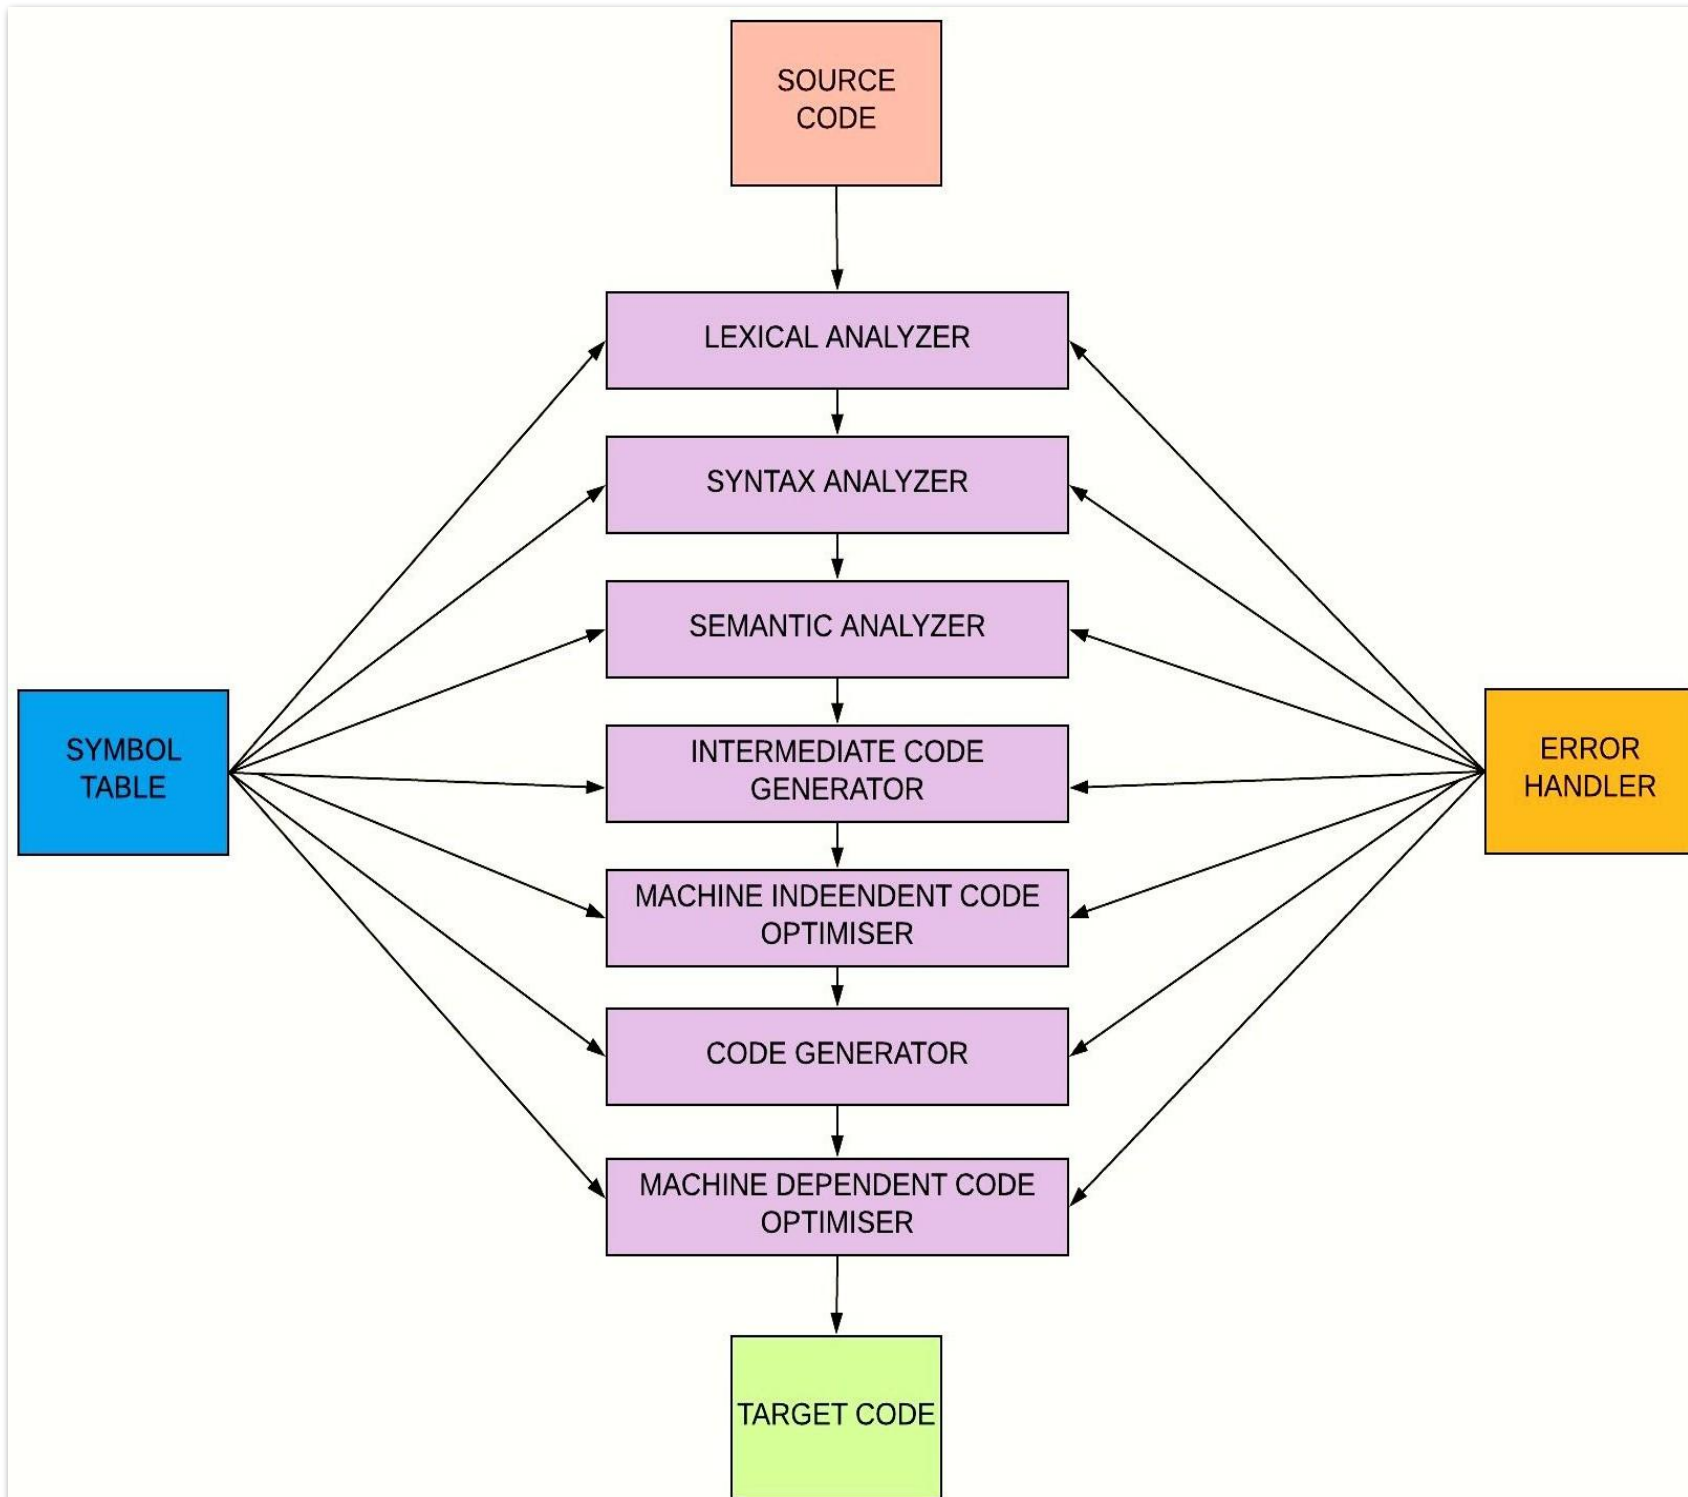 SOURCE
CODE
LEXICAL ANALYZER
SYNTAX ANALYZER
SEMANTIC ANALYZER
SYMBOL
TABLE
INTERMEDIATE CODE
GENERATOR
ERROR
HANDLER
MACHINE INDEENDENT CODE
OPTIMISER
CODE GENERATOR
MACHINE DEPENDENT CODE
OPTIMISER
TARGET CODE